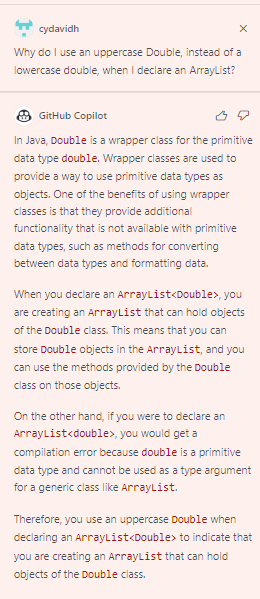 cydavidh
Why do I use an uppercase Double, instead of a
lowercase double, when I declare an ArrayList?
GitHub Copilot
In Java, Double is a wrapper class for the primitive
data type double. Wrapper classes are used to
provide a way to use primitive data types as
objects. One of the benefits of using wrapper
classes is that they provide additional
functionality that is not available with primitive
data types, such as methods for converting
between data types and formatting data.
When you declare an ArrayList<Double>, you
are creating an ArrayList that can hold objects
of the Double class. This means that you can
store Double objects in the ArrayList, and you
can use the methods provided by the Double
class on those objects.
On the other hand, if you were to declare an
ArrayList<double>, you would get a
compilation error because double is a primitive
data type and cannot be used as a type argument
for a generic class like ArrayList.
Therefore, you use an uppercase Double when
declaring an ArrayList<Double> to indicate that
you are creating an ArrayList that can hold
objects of the Double class.